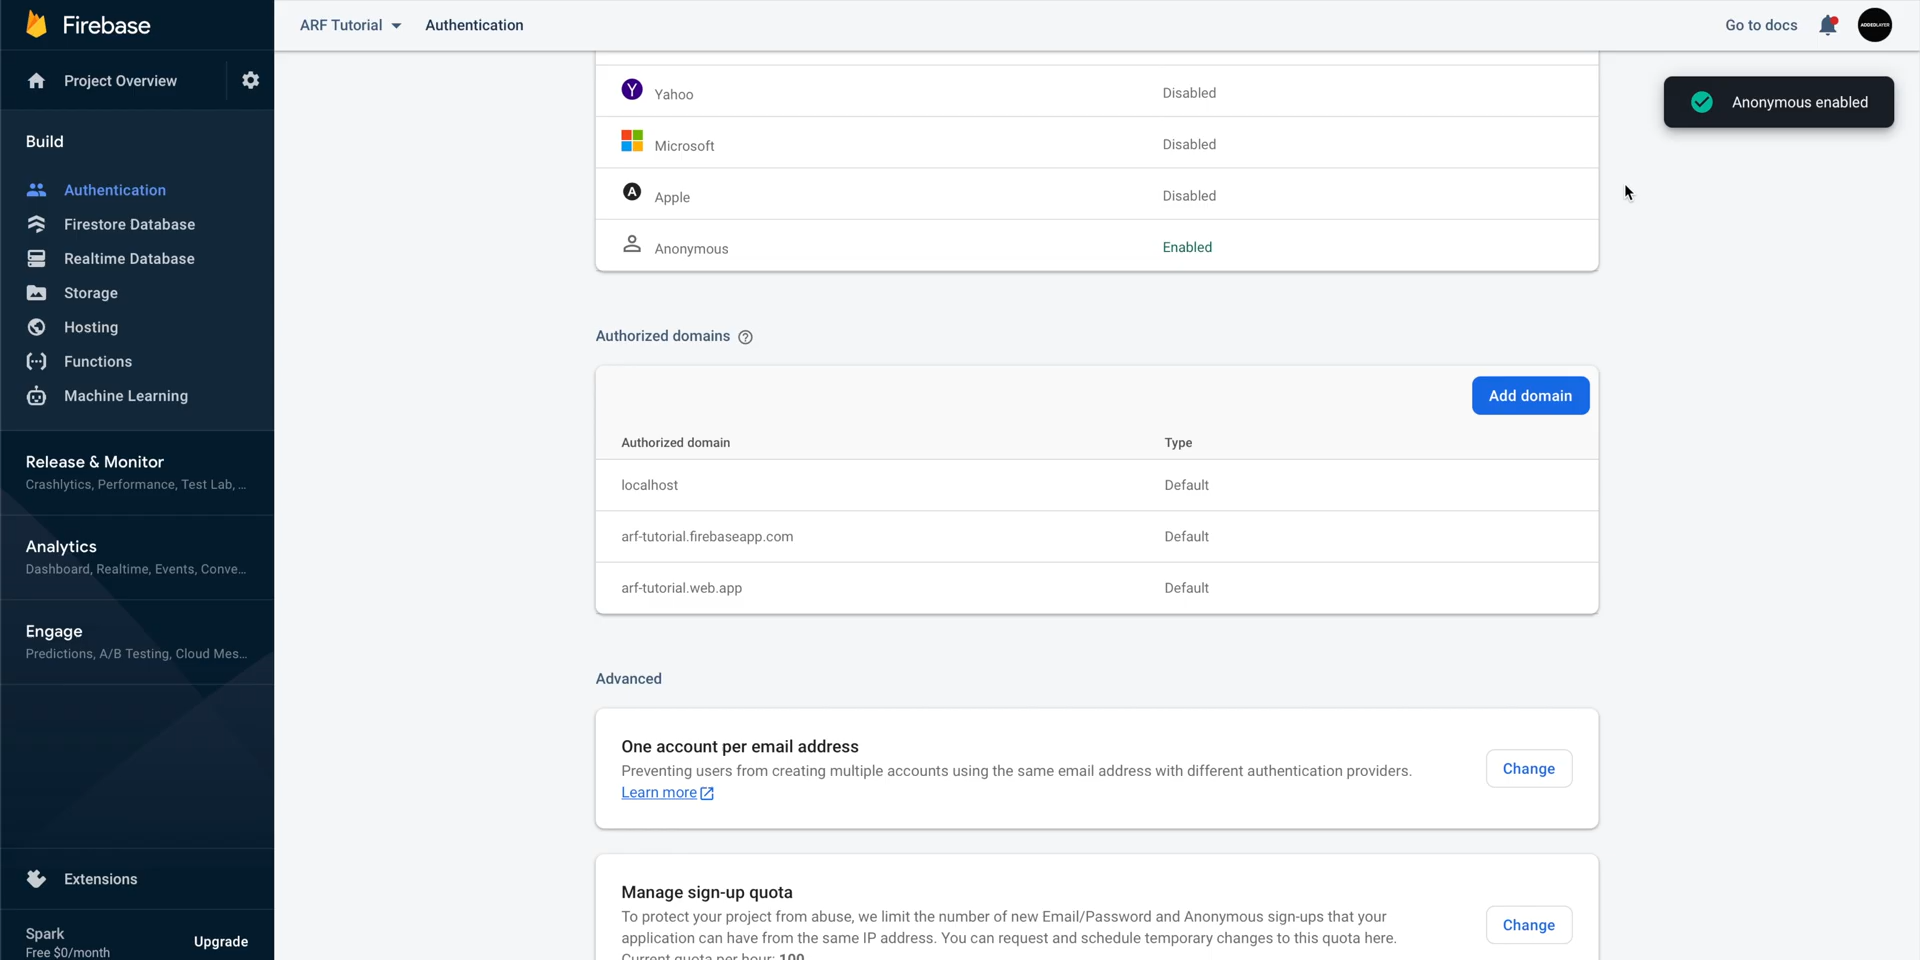 Firebase
ARF Tutorial
Authentication
Go to docs
ADDEDLAYER
Project Overview
Build
Authentication
Firestore Database
Realtime Database
Storage
Hosting
Functions
Machine Learning
Release & Monitor
Crashlytics, Performance, Test Lab, ...
Analytics
Dashboard, Realtime, Events, Conve...
Engage
Predictions, A/B Testing, Cloud Mes...
Extensions
Spark
Free $0/month
Upgrade
Y Yahoo Disabled
Microsoft Disabled
A Apple Disabled
Anonymous Enabled
Anonymous enabled
Authorized domains ?
Add domain
Authorized domain Type
localhost Default
arf-tutorial.firebaseapp.com Default
arf-tutorial.web.app Default
Advanced
One account per email address
Preventing users from creating multiple accounts using the same email address with different authentication providers.
Learn more
Change
Manage sign-up quota
To protect your project from abuse, we limit the number of new Email/Password and Anonymous sign-ups that your
application can have from the same IP address. You can request and schedule temporary changes to this quota here.
Current quota per hour: 100
Change